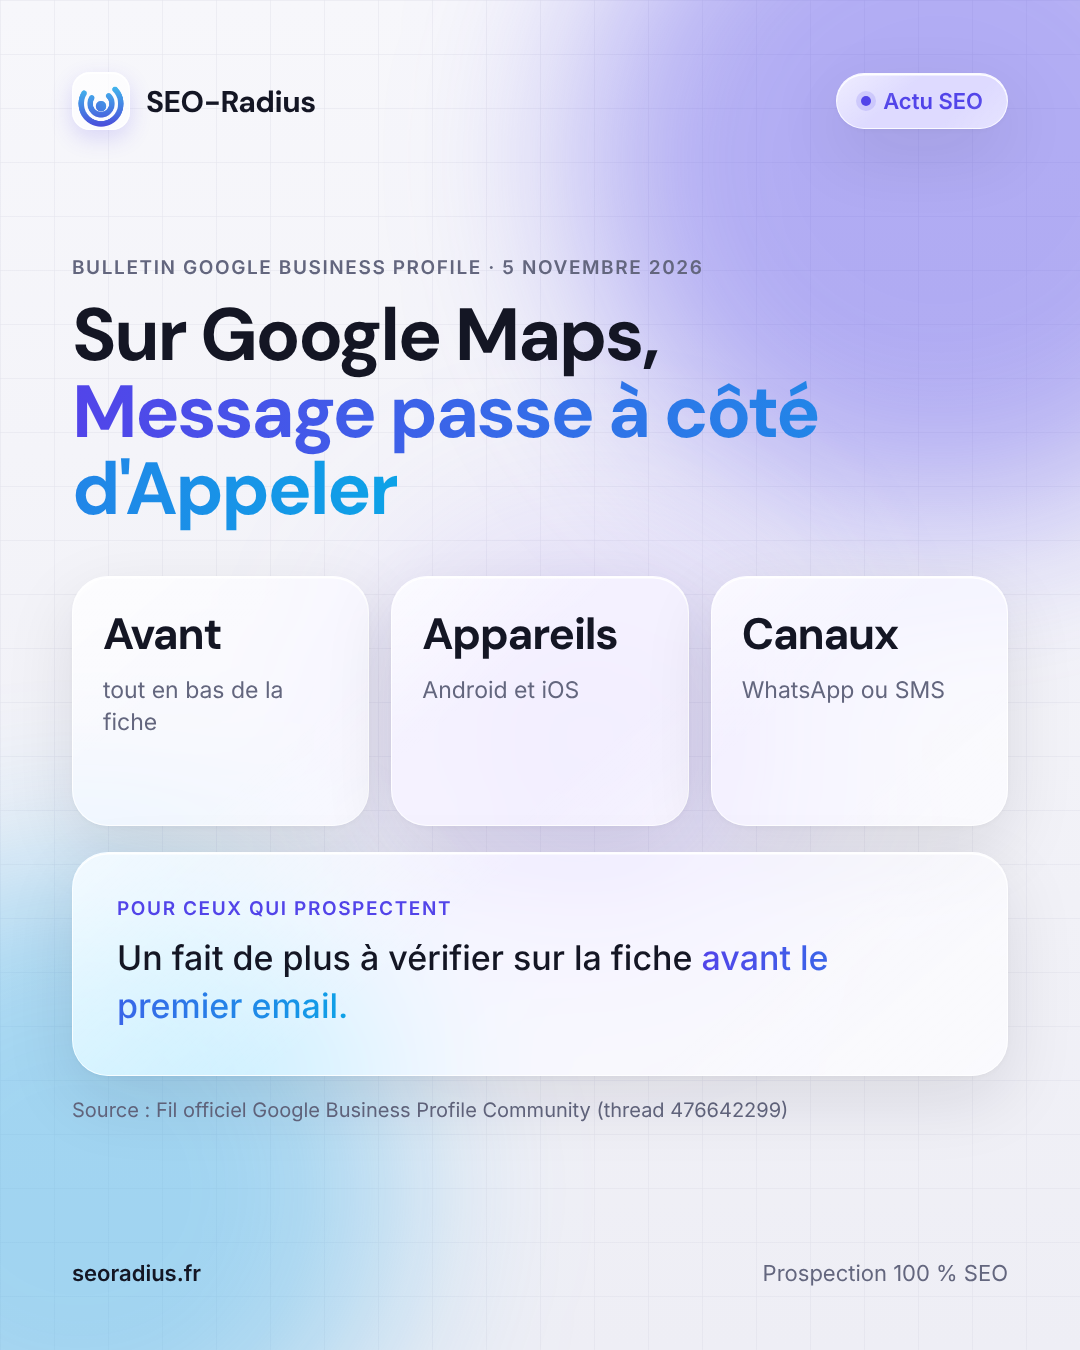 SEO-Radius
Actu SEO
BULLETIN GOOGLE BUSINESS PROFILE · 5 NOVEMBRE 2026
Sur Google Maps,
Message passe à côté
d'Appeler
Avant
tout en bas de la
fiche
Appareils
Android et iOS
Canaux
WhatsApp ou SMS
POUR CEUX QUI PROSPECTENT
Un fait de plus à vérifier sur la fiche avant le
premier email.
Source : Fil officiel Google Business Profile Community (thread 476642299)
seoradius.fr
Prospection 100 % SEO